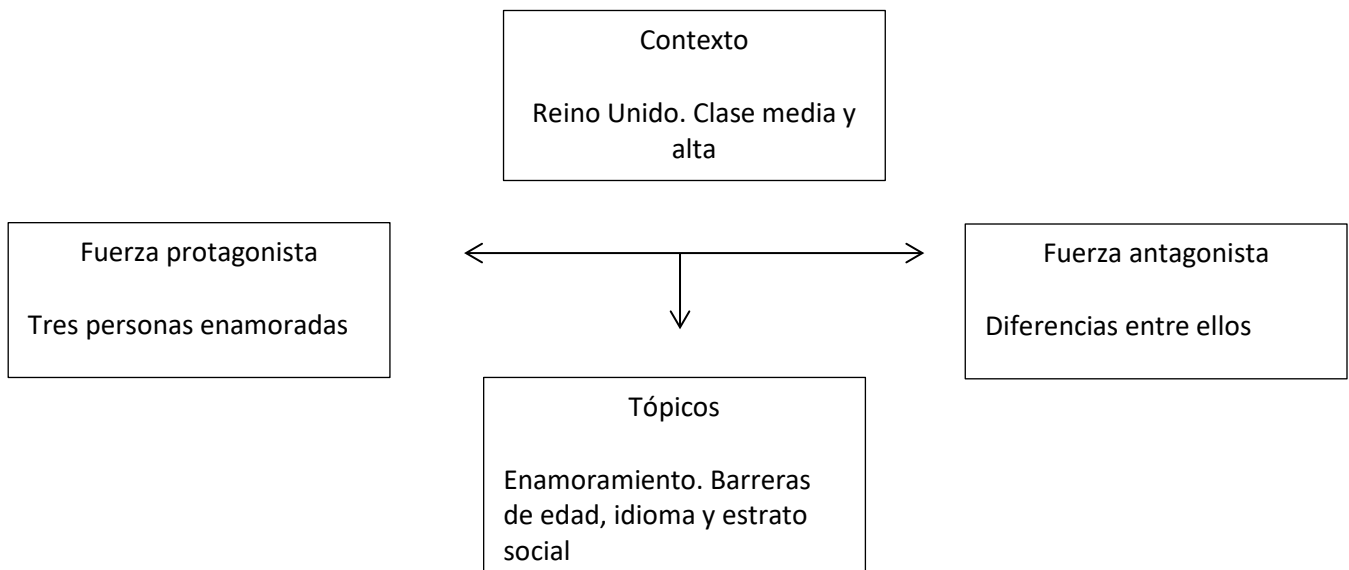 Contexto
Reino Unido. Clase media y
alta
Fuerza protagonista
Tres personas enamoradas
Fuerza antagonista
Diferencias entre ellos
Tópicos
Enamoramiento. Barreras
de edad, idioma y estrato
social